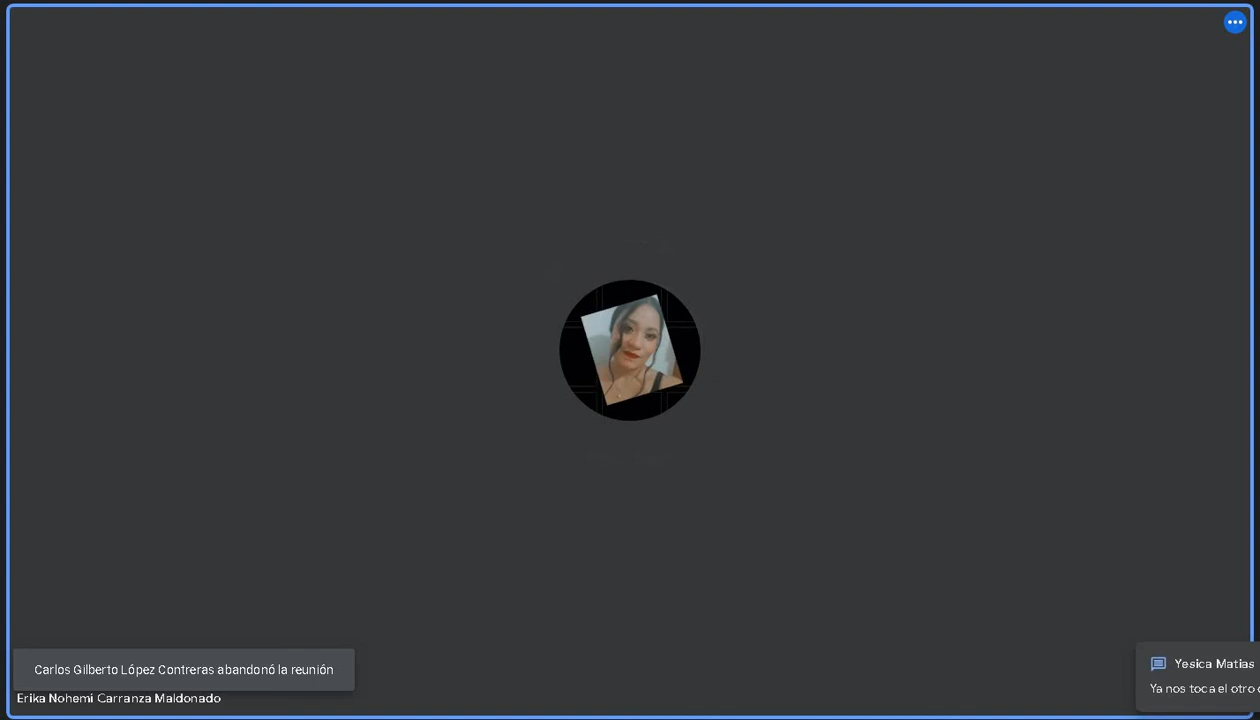 Carlos Gilberto López Contreras abandonó la reunión
Erika Nohemi Carranza Maldonado
Yesica Matias
Ya nos toca el otro